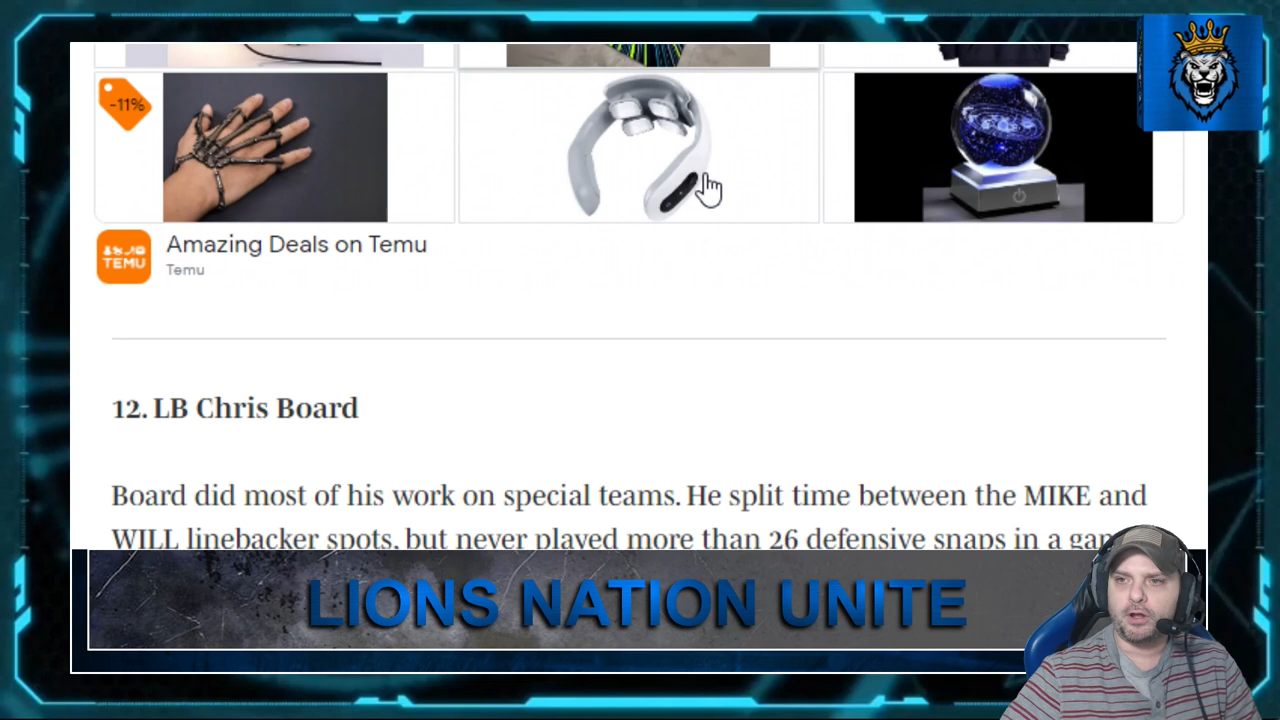 -11%
TEMU
Amazing Deals on Temu
Temu
12. LB Chris Board
Board did most of his work on special teams. He split time between the MIKE and
WILL linebacker spots, but never played more than 26 defensive snaps in a
LIONS NATION UNITE